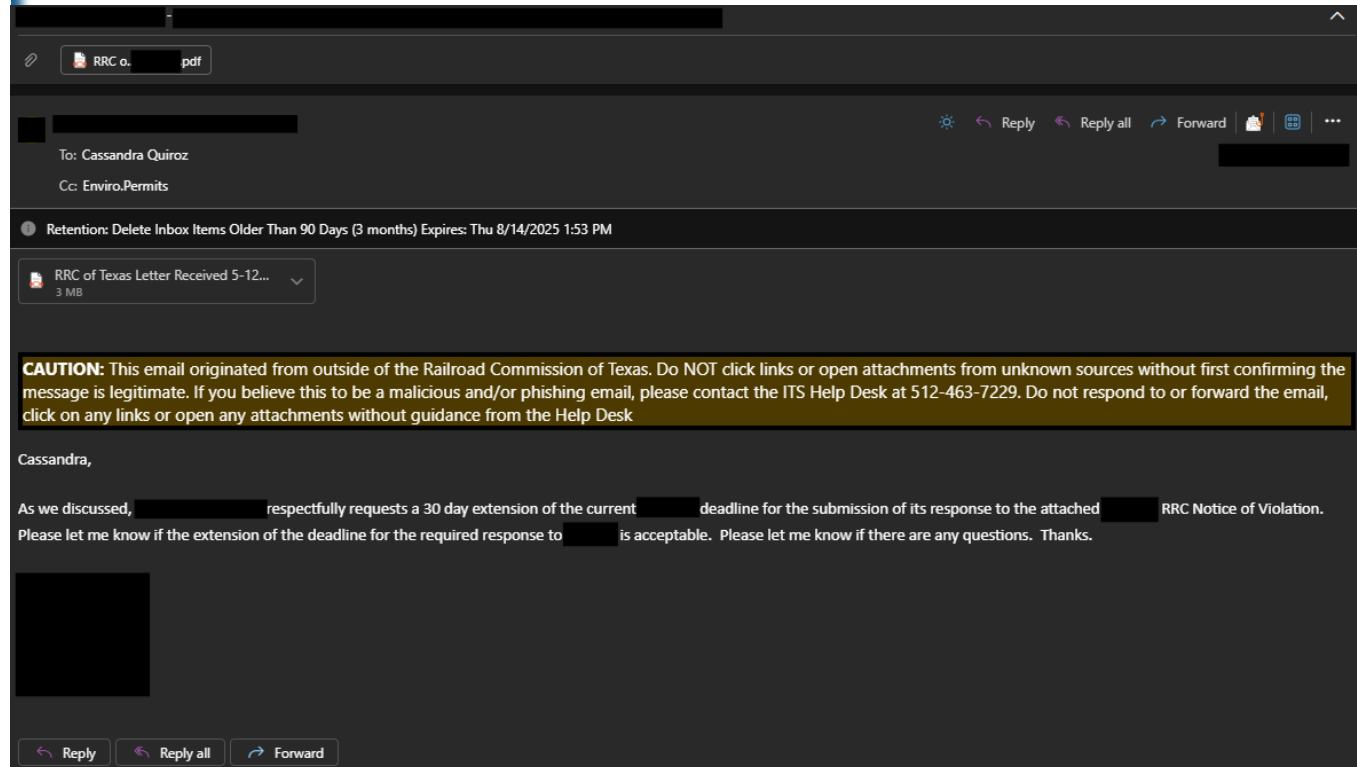 -
RRC o. pdf
Reply Reply all Forward
To: Cassandra Quiroz
Cc: Enviro.Permits
Retention: Delete Inbox Items Older Than 90 Days (3 months) Expires: Thu 8/14/2025 1:53 PM
RRC of Texas Letter Received 5-12...
3 MB
CAUTION: This email originated from outside of the Railroad Commission of Texas. Do NOT click links or open attachments from unknown sources without first confirming the
message is legitimate. If you believe this to be a malicious and/or phishing email, please contact the ITS Help Desk at 512-463-7229. Do not respond to or forward the email,
click on any links or open any attachments without guidance from the Help Desk
Cassandra,
As we discussed, respectfully requests a 30 day extension of the current deadline for the submission of its response to the attached RRC Notice of Violation.
Please let me know if the extension of the deadline for the required response to is acceptable. Please let me know if there are any questions. Thanks.
Reply Reply all Forward